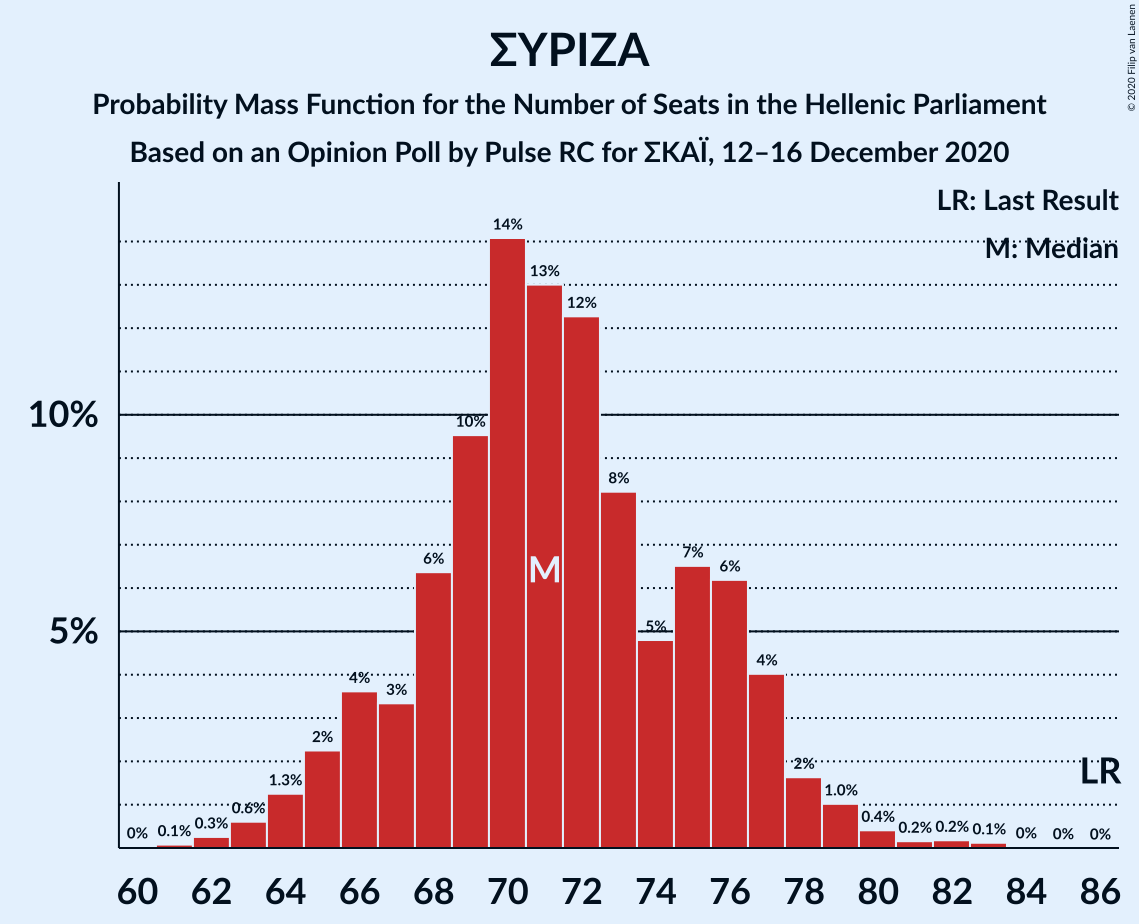 ΣΥΡΙΖΑ
Probability Mass Function for the Number of Seats in the Hellenic Parliament
Based on an Opinion Poll by Pulse RC for ΣΚΑΪ, 12–16 December 2020
© 2020 Filip van Laenen
LR: Last Result
M: Median
14%
13%
12%
10%
10%
8%
7%
6%
6%
M
5%
5%
4%
4%
3%
2%
2%
LR
1.3%
1.0%
0.6%
0.4%
0% 0.1% 0.3% 0.2% 0.2% 0.1% 0% 0% 0%
60 62 64 66 68 70 72 74 76 78 80 82 84 86